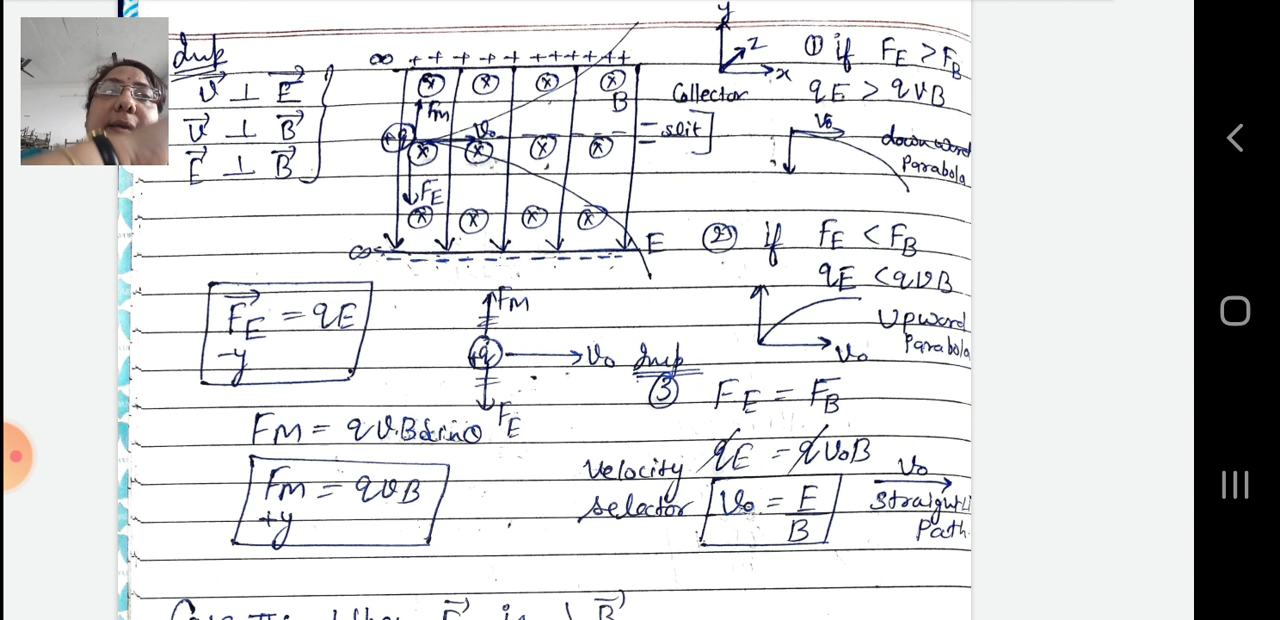 Imp
v ⊥ E
v ⊥ B
E ⊥ B
∞ + + + + + + + + + + +
Fm
+q
v₀
FE
B
E
Collector
slit
y
z
x
① if FE > FB
qE > qvB
v₀
downward
Parabola
② if FE < FB
qE < qvB
Upward
Parabola
v₀
FE = qE
-y
FM
+q
v₀
FE
FM = qv.B sinθ
FM = qvB
+y
Imp
③ FE = FB
qE = qv₀B
Velocity
selector
v₀ = E
B
v₀
Straight
Path